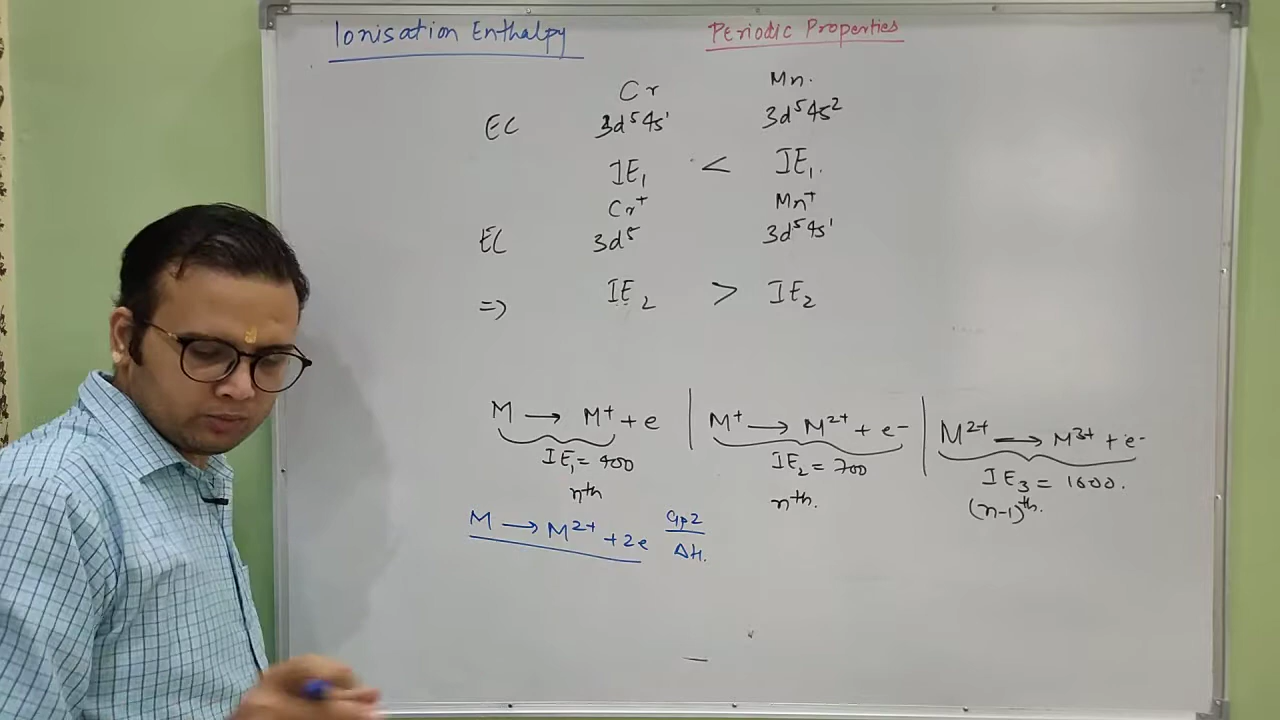 Ionisation Enthalpy
Periodic Properties
Cr Mn.
EC 3d⁵4s¹ 3d⁵4s²
IE₁ < IE₁.
Cr⁺ Mn⁺
EC 3d⁵ 3d⁵4s¹
=> IE₂ > IE₂
M → M⁺ + e | M⁺ → M²⁺ + e⁻ | M²⁺ → M³⁺ + e⁻
IE₁ = 400 IE₂ = 700 IE₃ = 1600.
nᵗʰ nᵗʰ. (n-1)ᵗʰ.
M → M²⁺ + 2e Gp2
ΔH.